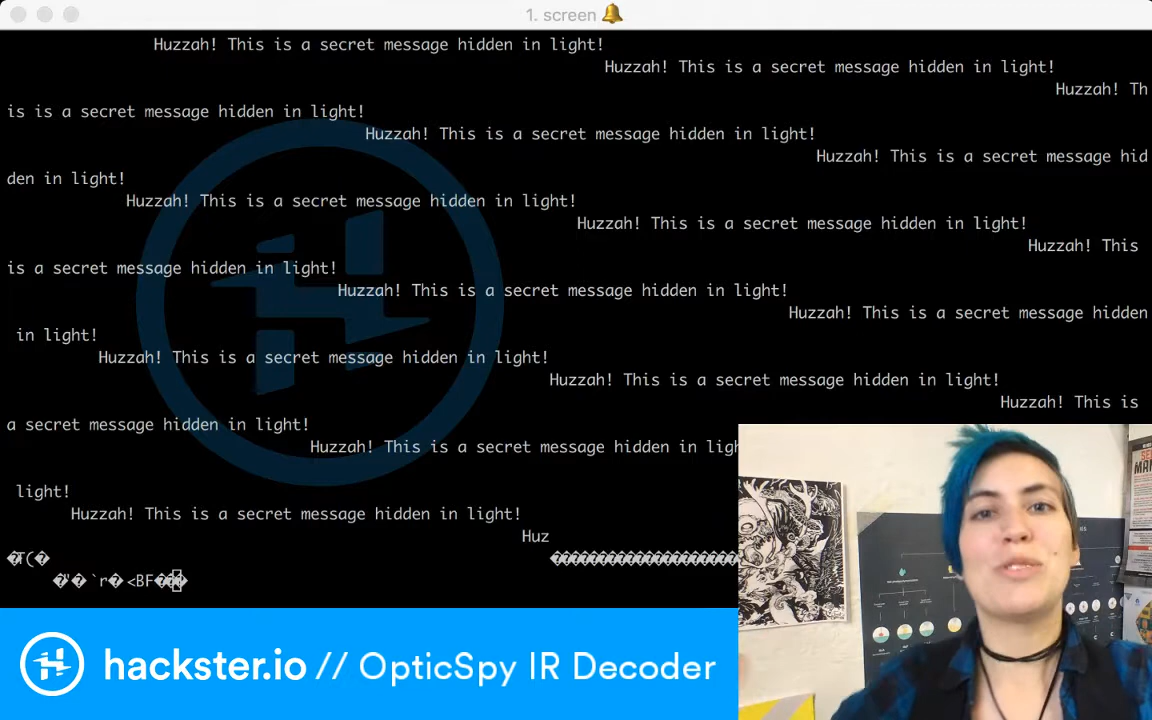 1. screen
Huzzah! This is a secret message hidden in light!
Huzzah! This is a secret message hidden in light!
Huzzah! Th
is is a secret message hidden in light!
Huzzah! This is a secret message hidden in light!
Huzzah! This is a secret message hid
den in light!
Huzzah! This is a secret message hidden in light!
Huzzah! This is a secret message hidden in light!
Huzzah! This
is a secret message hidden in light!
Huzzah! This is a secret message hidden in light!
Huzzah! This is a secret message hidden
in light!
Huzzah! This is a secret message hidden in light!
Huzzah! This is a secret message hidden in light!
Huzzah! This is
a secret message hidden in light!
Huzzah! This is a secret message hidden in ligh
light!
Huzzah! This is a secret message hidden in light!
Huz
hackster.io // OpticSpy IR Decoder